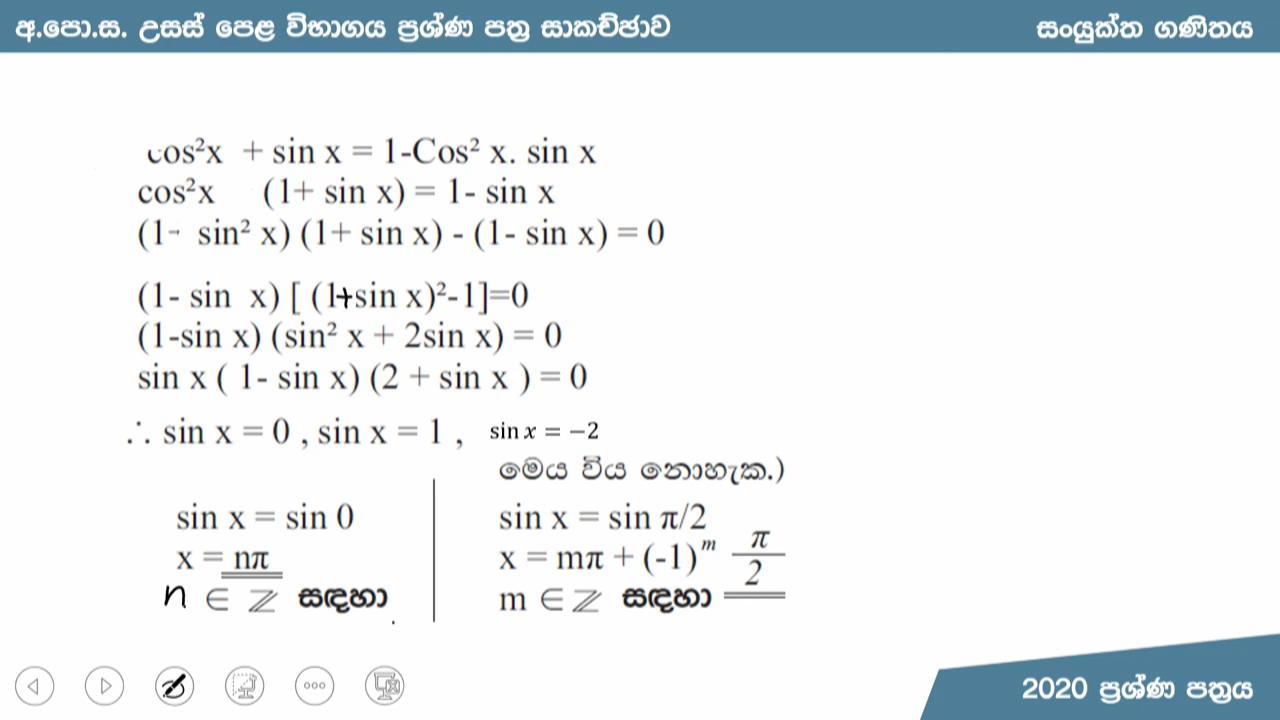 අ.පො.ස. උසස් පෙළ විභාගය ප්‍රශ්ණ පත්‍ර සාකච්ඡාව
සංයුක්ත ගණිතය
cos²x + sin x = 1-Cos² x. sin x
cos²x (1+ sin x) = 1- sin x
(1- sin² x) (1+ sin x) - (1- sin x) = 0
(1- sin x) [ (1+sin x)²-1]=0
(1-sin x) (sin² x + 2sin x) = 0
sin x ( 1- sin x) (2 + sin x ) = 0
∴ sin x = 0 , sin x = 1 , sin x = −2
මෙය විය නොහැක.)
sin x = sin 0
x = nπ
n ∈ ℤ සඳහා
sin x = sin π/2
x = mπ + (-1)^m π/2
m ∈ ℤ සඳහා
2020 ප්‍රශ්ණ පත්‍රය